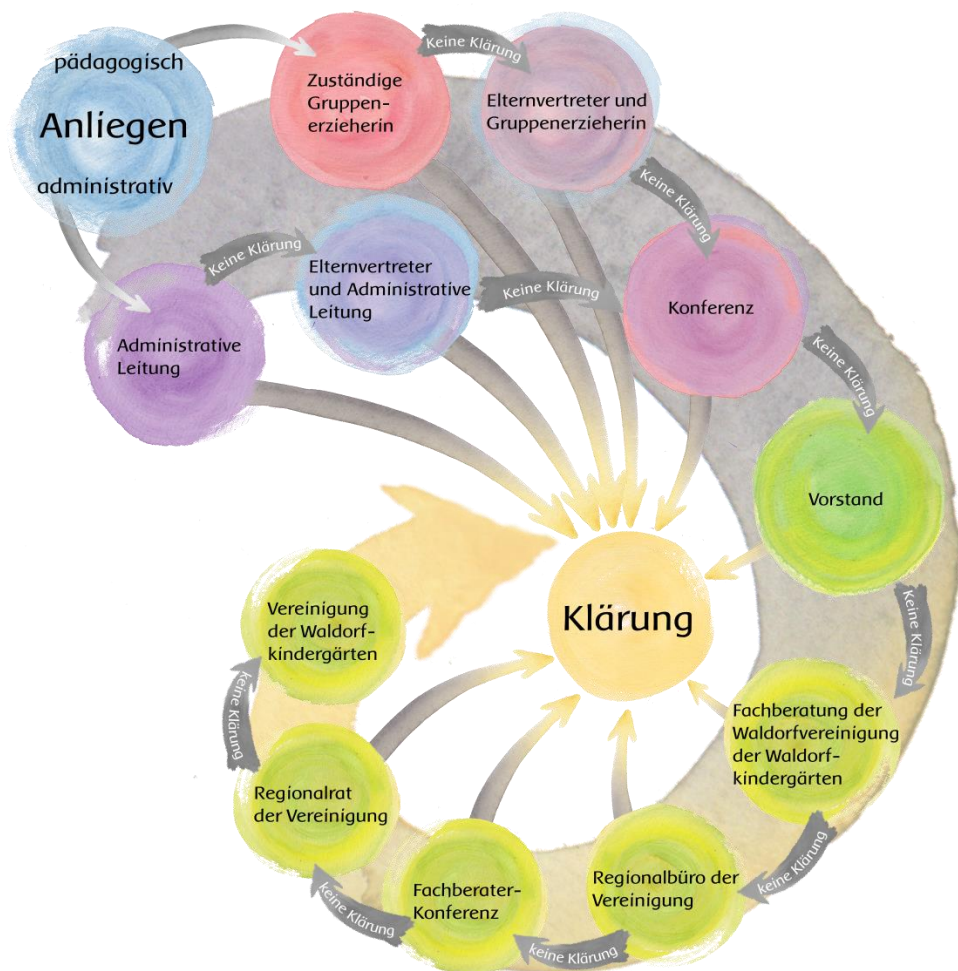 pädagogisch
Anliegen
administrativ
Zuständige
Gruppen-
erzieherin
Keine Klärung
Elternvertreter und
Gruppenerzieherin
Keine Klärung
Administrative
Leitung
Keine Klärung
Elternvertreter
und Administrative
Leitung
Keine Klärung
Konferenz
Keine Klärung
Vorstand
Keine Klärung
Fachberatung der
Waldorfvereinigung
der Waldorf-
kindergärten
keine Klärung
Regionalbüro der
Vereinigung
keine Klärung
Fachberater-
Konferenz
keine Klärung
Regionalrat
der Vereinigung
keine Klärung
Vereinigung
der Waldorf-
kindergärten
Klärung